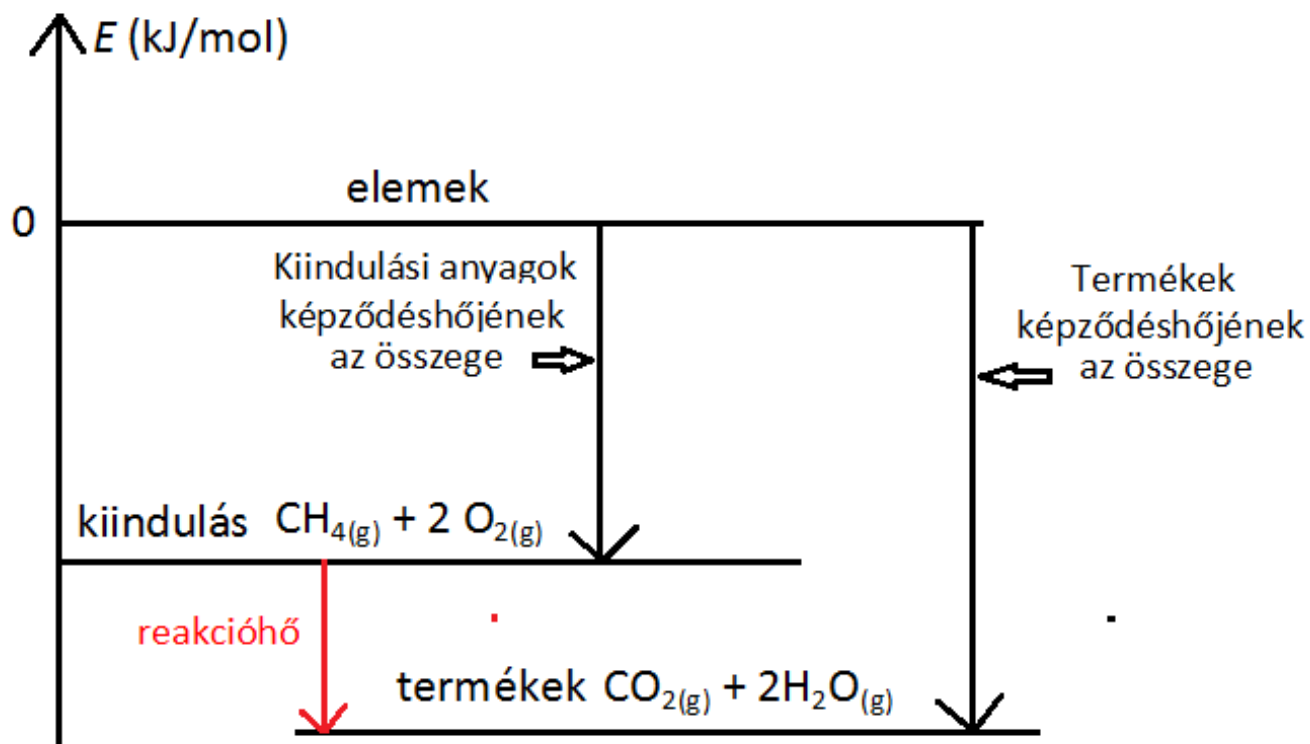 E (kJ/mol)
elemek
0
Kiindulási anyagok
képződéshőjének
az összege
Termékek
képződéshőjének
az összege
kiindulás CH₄(g) + 2 O₂(g)
reakcióhő
termékek CO₂(g) + 2H₂O(g)